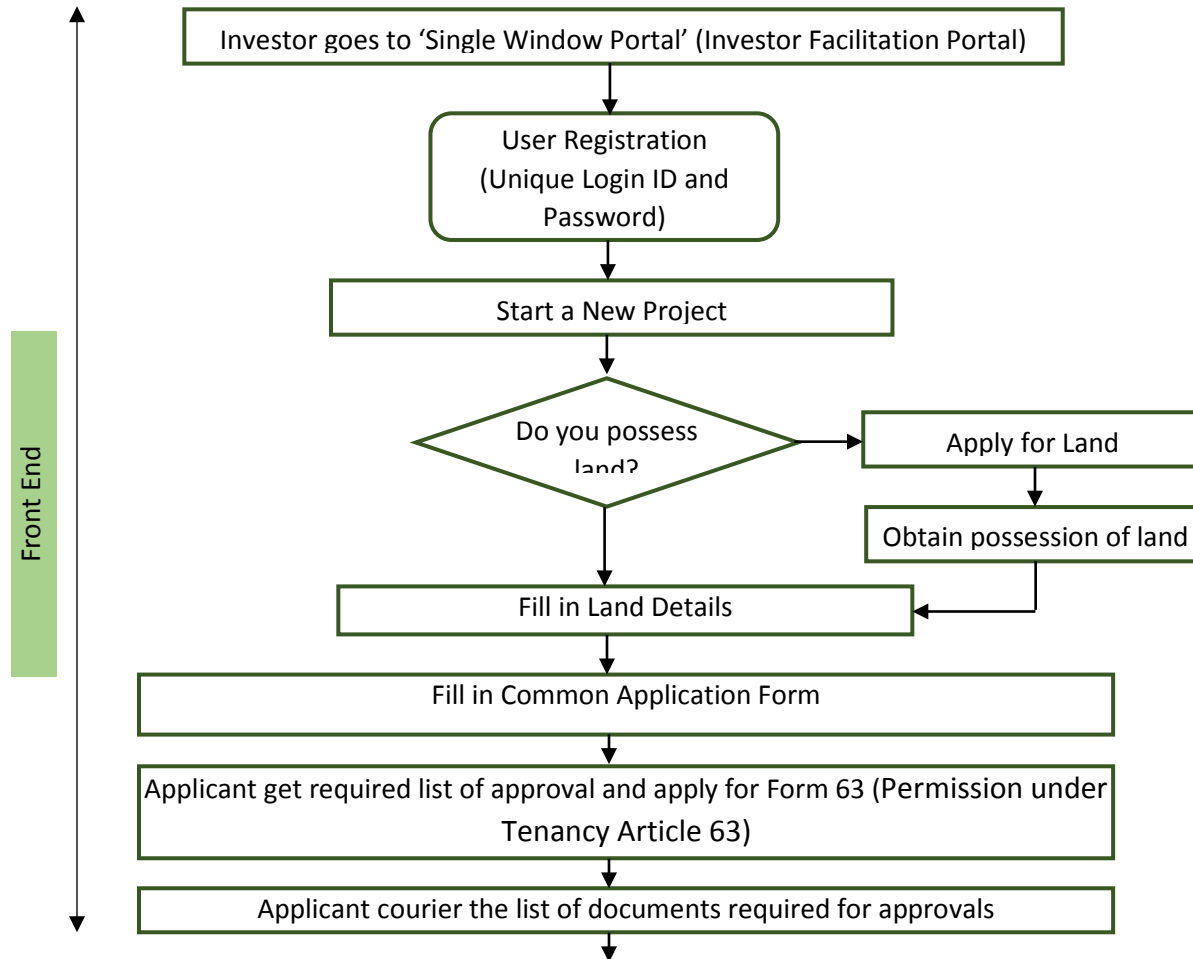 Investor goes to ‘Single Window Portal’ (Investor Facilitation Portal)
User Registration
(Unique Login ID and
Password)
Start a New Project
Do you possess
land?
Apply for Land
Obtain possession of land
Fill in Land Details
Fill in Common Application Form
Applicant get required list of approval and apply for Form 63 (Permission under
Tenancy Article 63)
Applicant courier the list of documents required for approvals
Front End